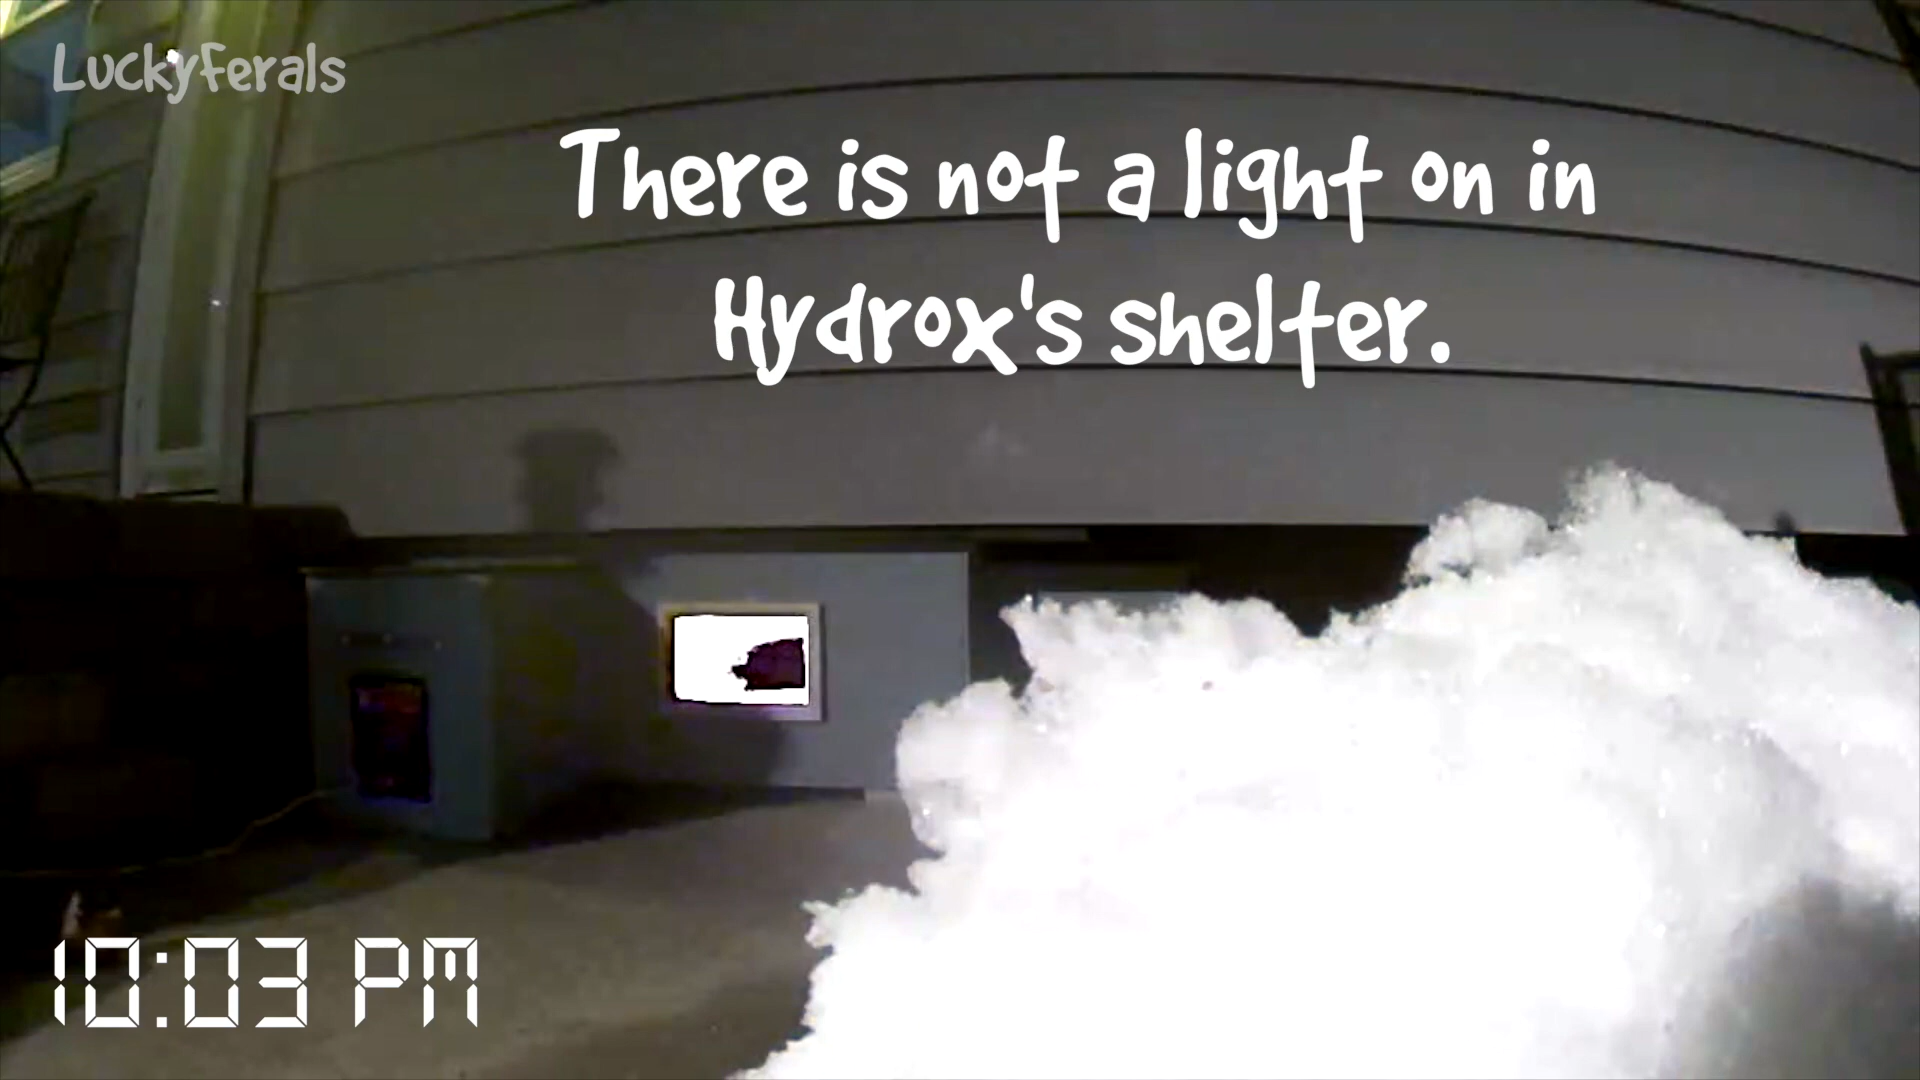 LuckyFerals
There is not a light on in
Hydrox's shelter.
10:03 PM